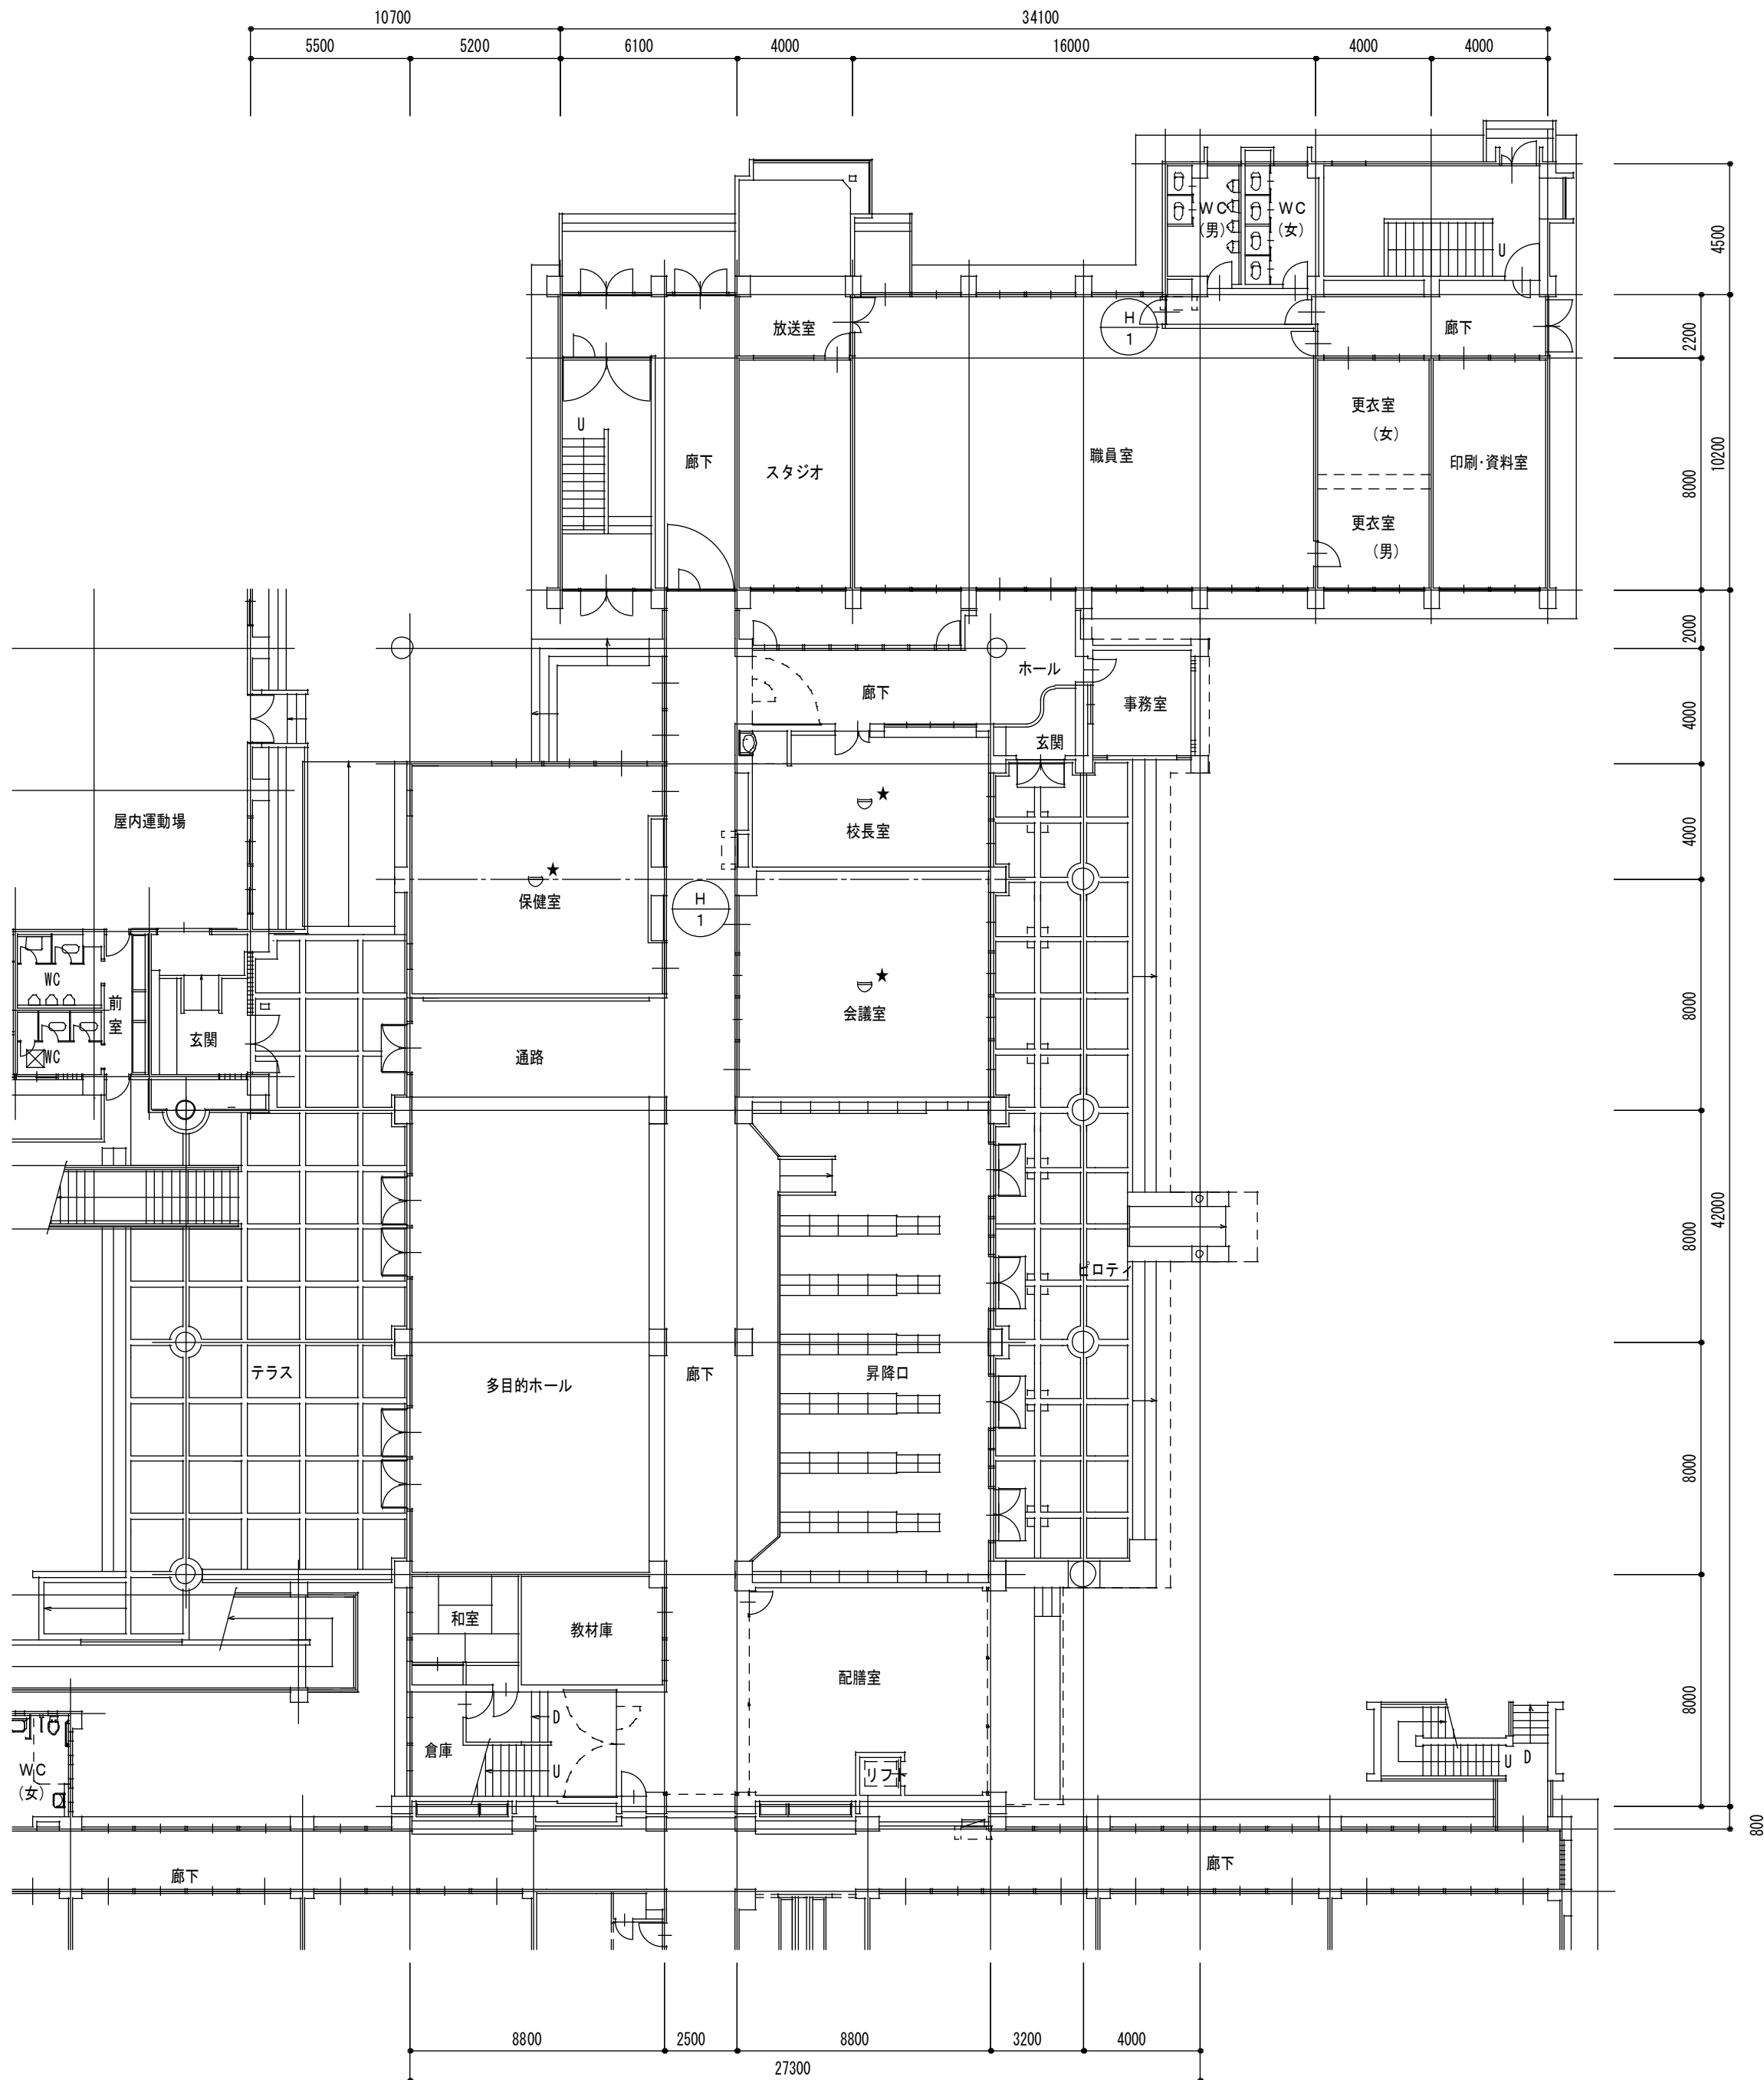 10700
34100
5500
5200
6100
4000
16000
4000
4000
WC
(男)
WC
(女)
U
4500
放送室
H
1
廊下
2200
U
廊下
スタジオ
職員室
更衣室
(女)
更衣室
(男)
印刷・資料室
8000
10200
ホール
廊下
事務室
玄関
2000
4000
屋内運動場
★
校長室
4000
★
保健室
H
1
WC
前室
WC
玄関
★
会議室
通路
8000
8000
42000
ピロティ
テラス
多目的ホール
廊下
昇降口
8000
和室
教材庫
配膳室
8000
倉庫
D
U
リフト
U
D
WC
(女)
800
廊下
廊下
8800
2500
8800
3200
4000
27300